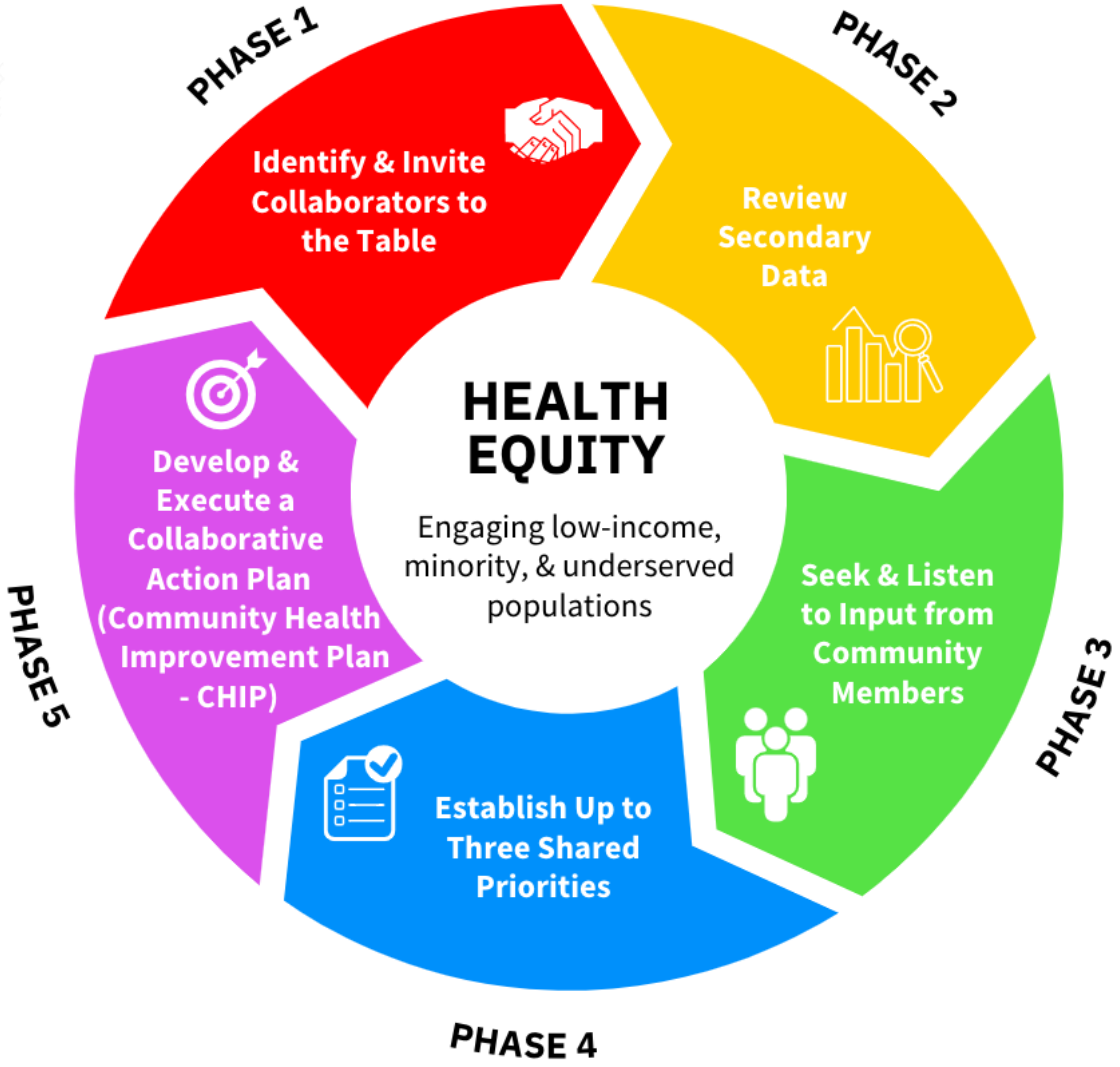 PHASE 1
Identify & Invite
Collaborators to
the Table
PHASE 2
Review
Secondary
Data
PHASE 3
Seek & Listen
to Input from
Community
Members
PHASE 4
Establish Up to
Three Shared
Priorities
PHASE 5
Develop &
Execute a
Collaborative
Action Plan
(Community Health
Improvement Plan
- CHIP)
HEALTH
EQUITY
Engaging low-income,
minority, & underserved
populations